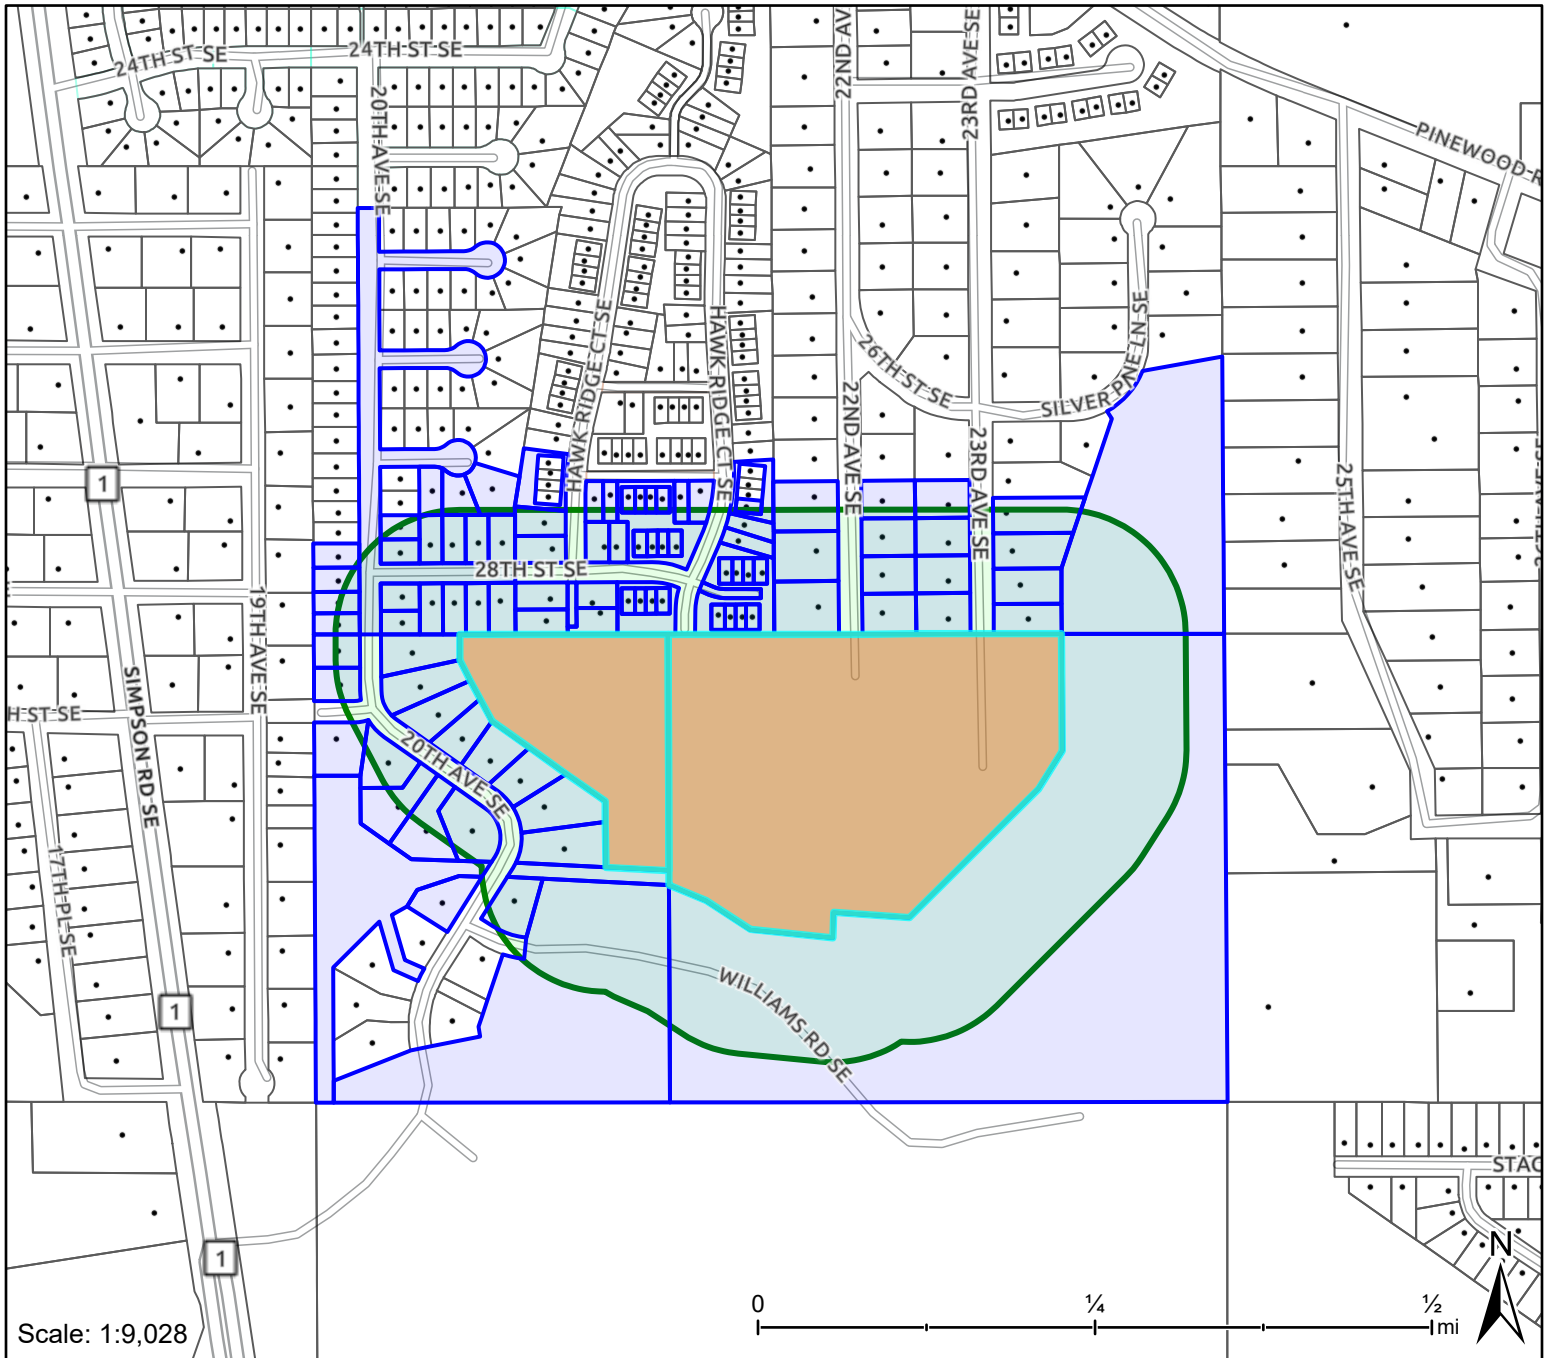 24TH ST SE
24TH ST SE
20TH AVE SE
22ND AV
23RD AVE SE
PINEWOOD R
HAWK RIDGE CT SE
HAWK RIDGE CT SE
26TH ST SE
SILVER PINE LN SE
22ND AVE SE
23RD AVE SE
25TH AVE SE
1
28TH ST SE
19TH AVE SE
SIMPSON RD SE
H ST SE
20TH AVE SE
17TH PL SE
WILLIAMS RD SE
1
STAC
1
N
0
¼
½
mi
Scale: 1:9,028